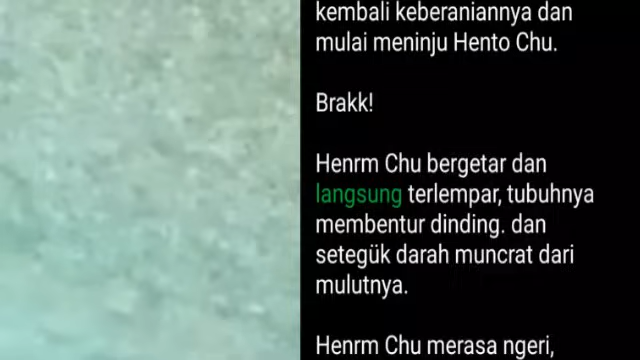 kembali keberaniannya dan
mulai meninju Hento Chu.
Brakk!
Henrm Chu bergetar dan
langsung terlempar, tubuhnya
membentur dinding. dan
setegük darah muncrat dari
mulutnya.
Henrm Chu merasa ngeri,